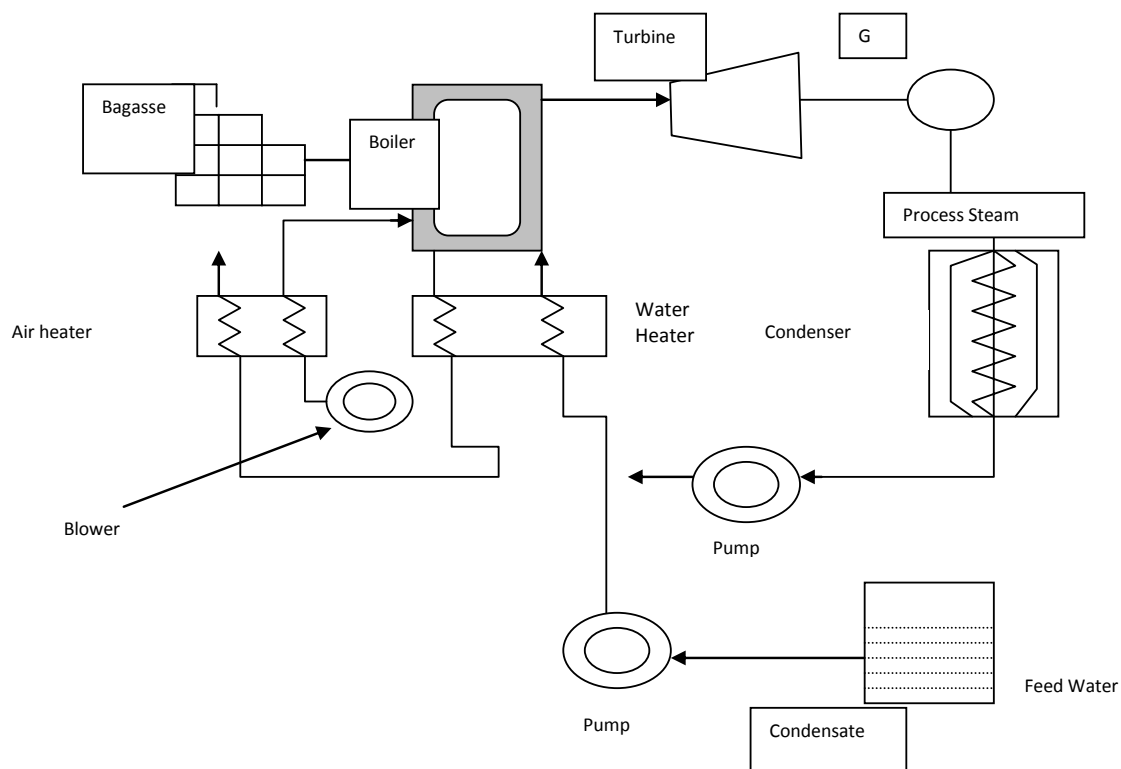 Turbine
G
Bagasse
Boiler
Process Steam
Air heater
Water
Heater
Condenser
Blower
Pump
Feed Water
Pump
Condensate